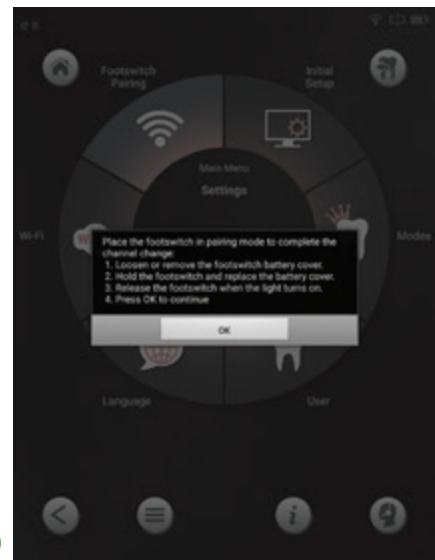 Footswitch
Pairing
Initial
Setup
Main Menu
Settings
Wi-Fi
Modes
Place the footswitch in pairing mode to complete the
channel change:
1. Loosen or remove the footswitch battery cover.
2. Hold the footswitch and replace the battery cover.
3. Release the footswitch when the light turns on.
4. Press OK to continue
OK
Language
User